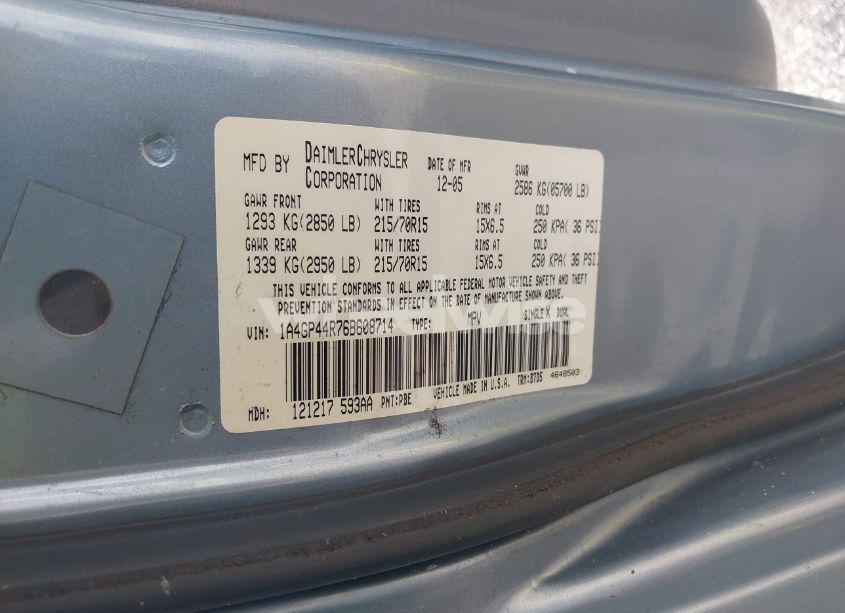 MFD BY DAIMLERCHRYSLER CORPORATION DATE OF MFR 12-05 GVWR 2586 KG(05700 LB)
GAWR FRONT WITH TIRES RIMS AT COLD
1293 KG(2850 LB) 215/70R15 15X6.5 250 KPA( 36 PSI
GAWR REAR WITH TIRES RIMS AT COLD
1339 KG(2950 LB) 215/70R15 15X6.5 250 KPA( 36 PSI
THIS VEHICLE CONFORMS TO ALL APPLICABLE FEDERAL MOTOR VEHICLE SAFETY AND THEFT
PREVENTION STANDARDS IN EFFECT ON THE DATE OF MANUFACTURE SHOWN ABOVE.
VIN: 1A4GP44R76B608714 TYPE: MPV SINGLE X DUAL
MDH: 121217 593AA PNT:PBE VEHICLE MADE IN U.S.A. TRM: 4648503